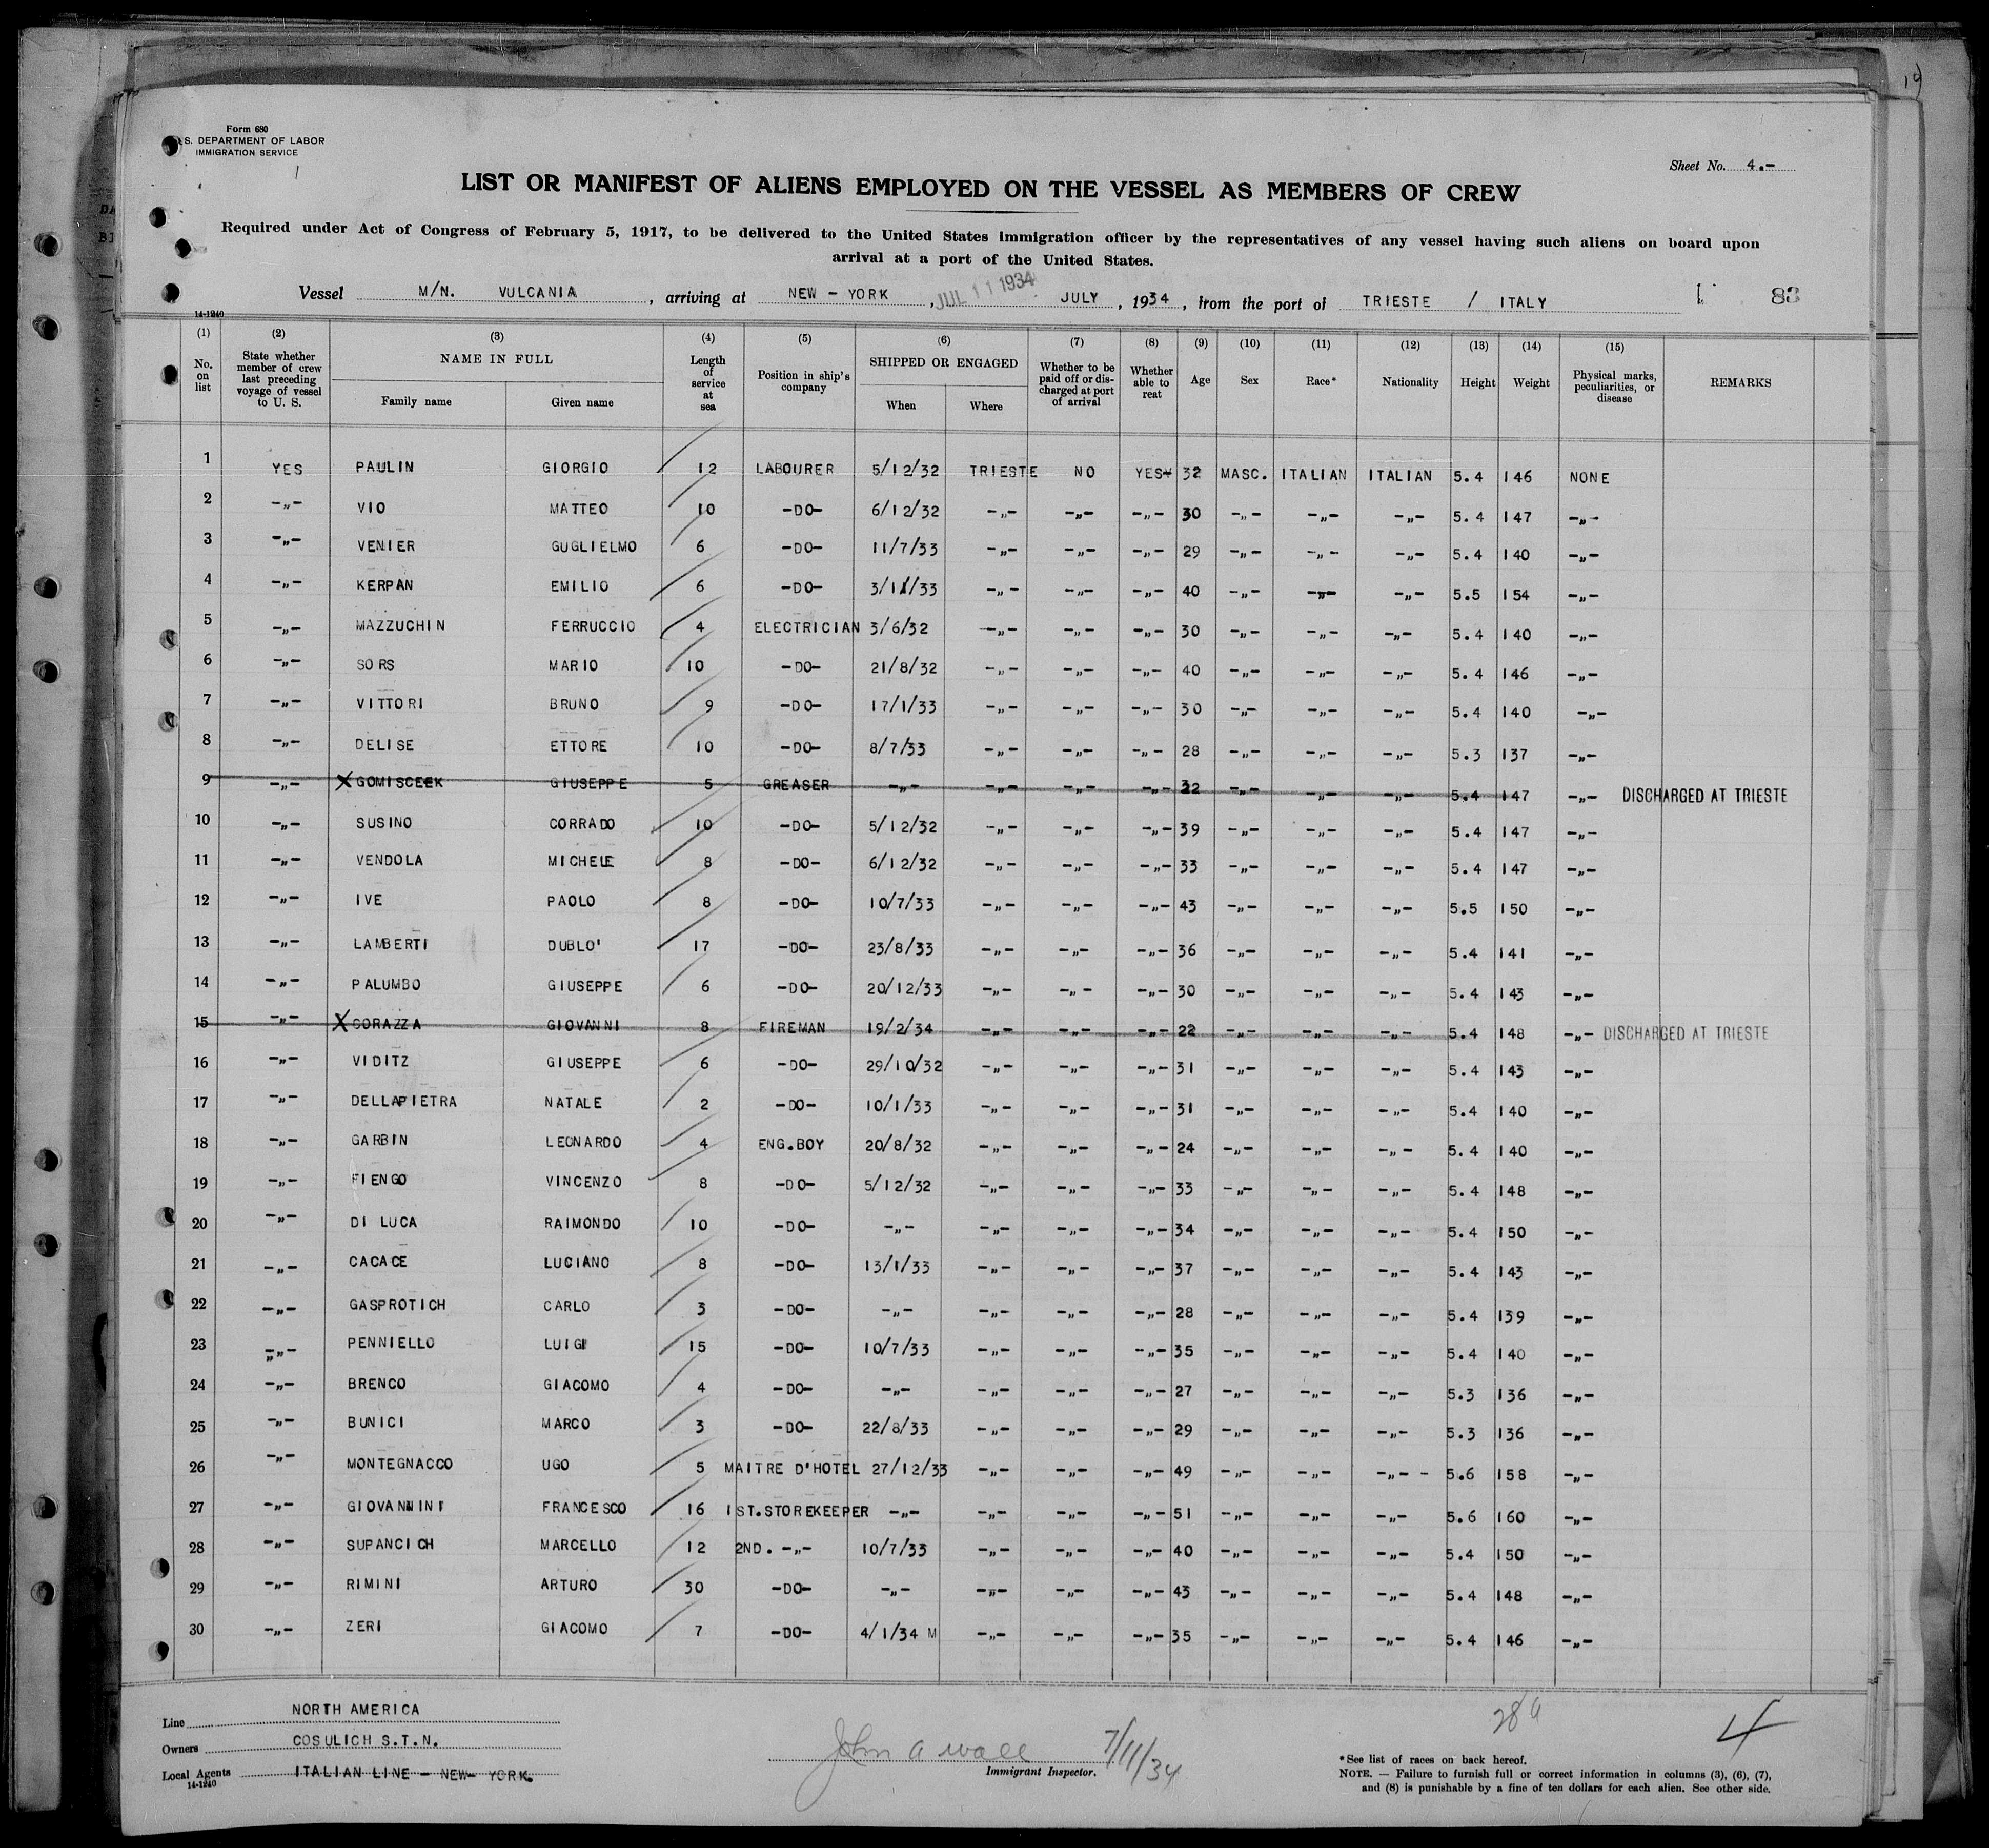 Form 680
S. DEPARTMENT OF LABOR
IMMIGRATION SERVICE
Sheet No. 4.-
LIST OR MANIFEST OF ALIENS EMPLOYED ON THE VESSEL AS MEMBERS OF CREW
Required under Act of Congress of February 5, 1917, to be delivered to the United States immigration officer by the representatives of any vessel having such aliens on board upon
arrival at a port of the United States.
Vessel M/N. VULCANIA, arriving at NEW-YORK, JUL 11 1934 JULY, 1934, from the port of TRIESTE / ITALY 83
14-1240
(1) No. on list (2) State whether member of crew last preceding voyage of vessel to U. S. (3) NAME IN FULL Family name Given name (4) Length of service at sea (5) Position in ship's company (6) SHIPPED OR ENGAGED When Where (7) Whether to be paid off or discharged at port of arrival (8) Whether able to reat (9) Age (10) Sex (11) Race* (12) Nationality (13) Height (14) Weight (15) Physical marks, peculiarities, or disease REMARKS
1 YES PAULIN GIORGIO 12 LABOURER 5/12/32 TRIESTE NO YES 32 MASC. ITALIAN ITALIAN 5.4 146 NONE
2 -„- VIO MATTEO 10 -DO- 6/12/32 -„- -„- -„- 30 -„- -„- -„- 5.4 147 -„-
3 -„- VENIER GUGLIELMO 6 -DO- 11/7/33 -„- -„- -„- 29 -„- -„- -„- 5.4 140 -„-
4 -„- KERPAN EMILIO 6 -DO- 3/11/33 -„- -„- -„- 40 -„- -„- -„- 5.5 154 -„-
5 -„- MAZZUCHIN FERRUCCIO 4 ELECTRICIAN 3/6/32 -„- -„- -„- 30 -„- -„- -„- 5.4 140 -„-
6 -„- SORS MARIO 10 -DO- 21/8/32 -„- -„- -„- 40 -„- -„- -„- 5.4 146 -„-
7 -„- VITTORI BRUNO 9 -DO- 17/1/33 -„- -„- -„- 30 -„- -„- -„- 5.4 140 -„-
8 -„- DELISE ETTORE 10 -DO- 8/7/33 -„- -„- -„- 28 -„- -„- -„- 5.3 137 -„-
9 -„- X GOMISCEEK GIUSEPPE 5 GREASER -„- -„- -„- -„- 32 -„- -„- -„- 5.4 147 -„- DISCHARGED AT TRIESTE
10 -„- SUSINO CORRADO 10 -DO- 5/12/32 -„- -„- -„- 39 -„- -„- -„- 5.4 147 -„-
11 -„- VENDOLA MICHELE 8 -DO- 6/12/32 -„- -„- -„- 33 -„- -„- -„- 5.4 147 -„-
12 -„- IVE PAOLO 8 -DO- 10/7/33 -„- -„- -„- 43 -„- -„- -„- 5.5 150 -„-
13 -„- LAMBERTI DUBLO' 17 -DO- 23/8/33 -„- -„- -„- 36 -„- -„- -„- 5.4 141 -„-
14 -„- PALUMBO GIUSEPPE 6 -DO- 20/12/33 -„- -„- -„- 30 -„- -„- -„- 5.4 143 -„-
15 -„- X CORAZZA GIOVANNI 8 FIREMAN 19/2/34 -„- -„- -„- 22 -„- -„- -„- 5.4 148 -„- DISCHARGED AT TRIESTE
16 -„- VIDITZ GIUSEPPE 6 -DO- 29/10/32 -„- -„- -„- 31 -„- -„- -„- 5.4 143 -„-
17 -„- DELLAPIETRA NATALE 2 -DO- 10/1/33 -„- -„- -„- 31 -„- -„- -„- 5.4 140 -„-
18 -„- GARBIN LEONARDO 4 ENG.BOY 20/8/32 -„- -„- -„- 24 -„- -„- -„- 5.4 140 -„-
19 -„- FIENGO VINCENZO 8 -DO- 5/12/32 -„- -„- -„- 33 -„- -„- -„- 5.4 148 -„-
20 -„- DI LUCA RAIMONDO 10 -DO- -„- -„- -„- -„- 34 -„- -„- -„- 5.4 150 -„-
21 -„- CACACE LUCIANO 8 -DO- 13/1/33 -„- -„- -„- 37 -„- -„- -„- 5.4 143 -„-
22 -„- GASPROTICH CARLO 3 -DO- -„- -„- -„- -„- 28 -„- -„- -„- 5.4 139 -„-
23 -„- PENNIELLO LUIGI 15 -DO- 10/7/33 -„- -„- -„- 35 -„- -„- -„- 5.4 140 -„-
24 -„- BRENCO GIACOMO 4 -DO- -„- -„- -„- -„- 27 -„- -„- -„- 5.3 136 -„-
25 -„- BUNICI MARCO 3 -DO- 22/8/33 -„- -„- -„- 29 -„- -„- -„- 5.3 136 -„-
26 -„- MONTEGNACCO UGO 5 MAITRE D'HOTEL 27/12/33 -„- -„- -„- 49 -„- -„- -„- 5.6 158 -„-
27 -„- GIOVANNINI FRANCESCO 16 1ST.STOREKEEPER -„- -„- -„- -„- 51 -„- -„- -„- 5.6 160 -„-
28 -„- SUPANCICH MARCELLO 12 2ND. -„- 10/7/33 -„- -„- -„- 40 -„- -„- -„- 5.4 150 -„-
29 -„- RIMINI ARTURO 30 -DO- -„- -„- -„- -„- 43 -„- -„- -„- 5.4 148 -„-
30 -„- ZERI GIACOMO 7 -DO- 4/1/34 M -„- -„- -„- 35 -„- -„- -„- 5.4 146 -„-
Line NORTH AMERICA
Owners COSULICH S.T.N.
Local Agents ITALIAN LINE - NEW-YORK.
14-1240
John A Wall 7/11/34
Immigrant Inspector.
4
*See list of races on back hereof.
NOTE. — Failure to furnish full or correct information in columns (3), (6), (7),
and (8) is punishable by a fine of ten dollars for each alien. See other side.